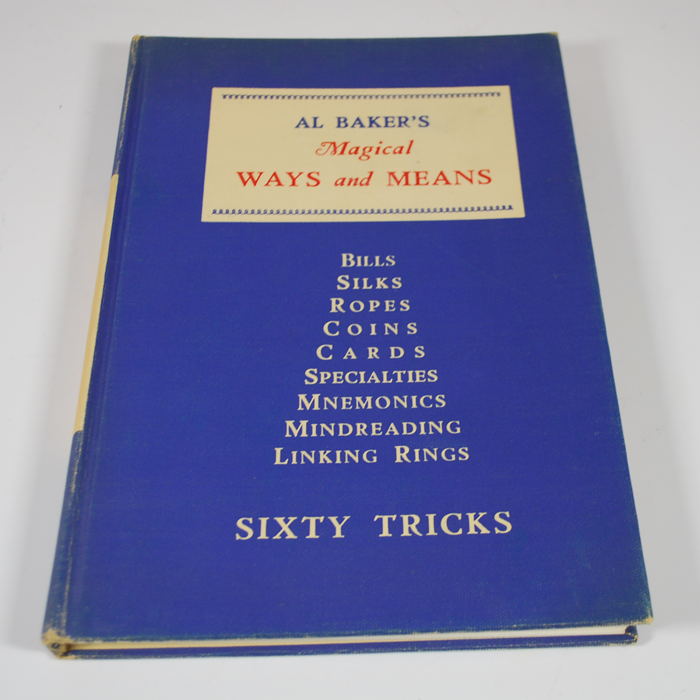 AL BAKER'S
Magical
WAYS and MEANS
BILLS
SILKS
ROPES
COINS
CARDS
SPECIALTIES
MNEMONICS
MINDREADING
LINKING RINGS
SIXTY TRICKS